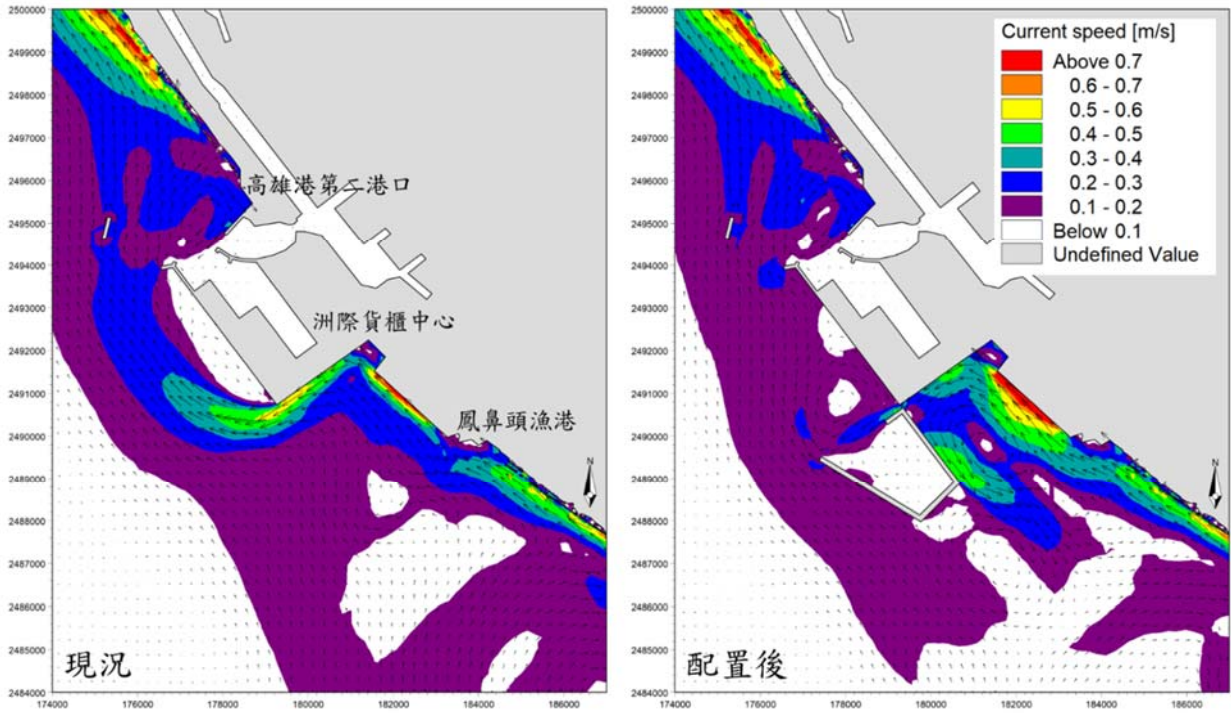 2500000
2499000
2498000
2497000
2496000
2495000
2494000
2493000
2492000
2491000
2490000
2489000
2488000
2487000
2486000
2485000
2484000
174000
176000
178000
180000
182000
184000
186000
高雄港第二港口
洲際貨櫃中心
鳳鼻頭漁港
N
現況
2500000
2499000
2498000
2497000
2496000
2495000
2494000
2493000
2492000
2491000
2490000
2489000
2488000
2487000
2486000
2485000
2484000
174000
176000
178000
180000
182000
184000
186000
Current speed [m/s]
Above 0.7
0.6 - 0.7
0.5 - 0.6
0.4 - 0.5
0.3 - 0.4
0.2 - 0.3
0.1 - 0.2
Below 0.1
Undefined Value
N
配置後